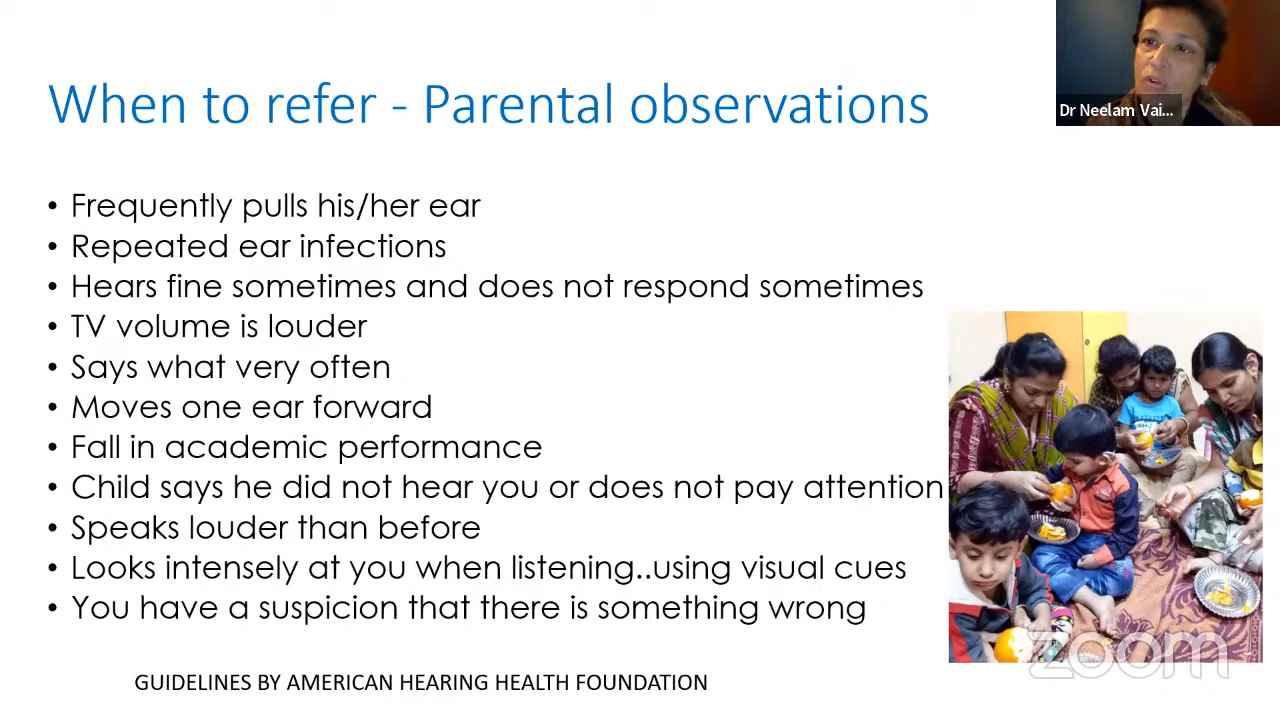 When to refer - Parental observations
Dr Neelam Vai...
• Frequently pulls his/her ear
• Repeated ear infections
• Hears fine sometimes and does not respond sometimes
• TV volume is louder
• Says what very often
• Moves one ear forward
• Fall in academic performance
• Child says he did not hear you or does not pay attention
• Speaks louder than before
• Looks intensely at you when listening..using visual cues
• You have a suspicion that there is something wrong
zoom
GUIDELINES BY AMERICAN HEARING HEALTH FOUNDATION